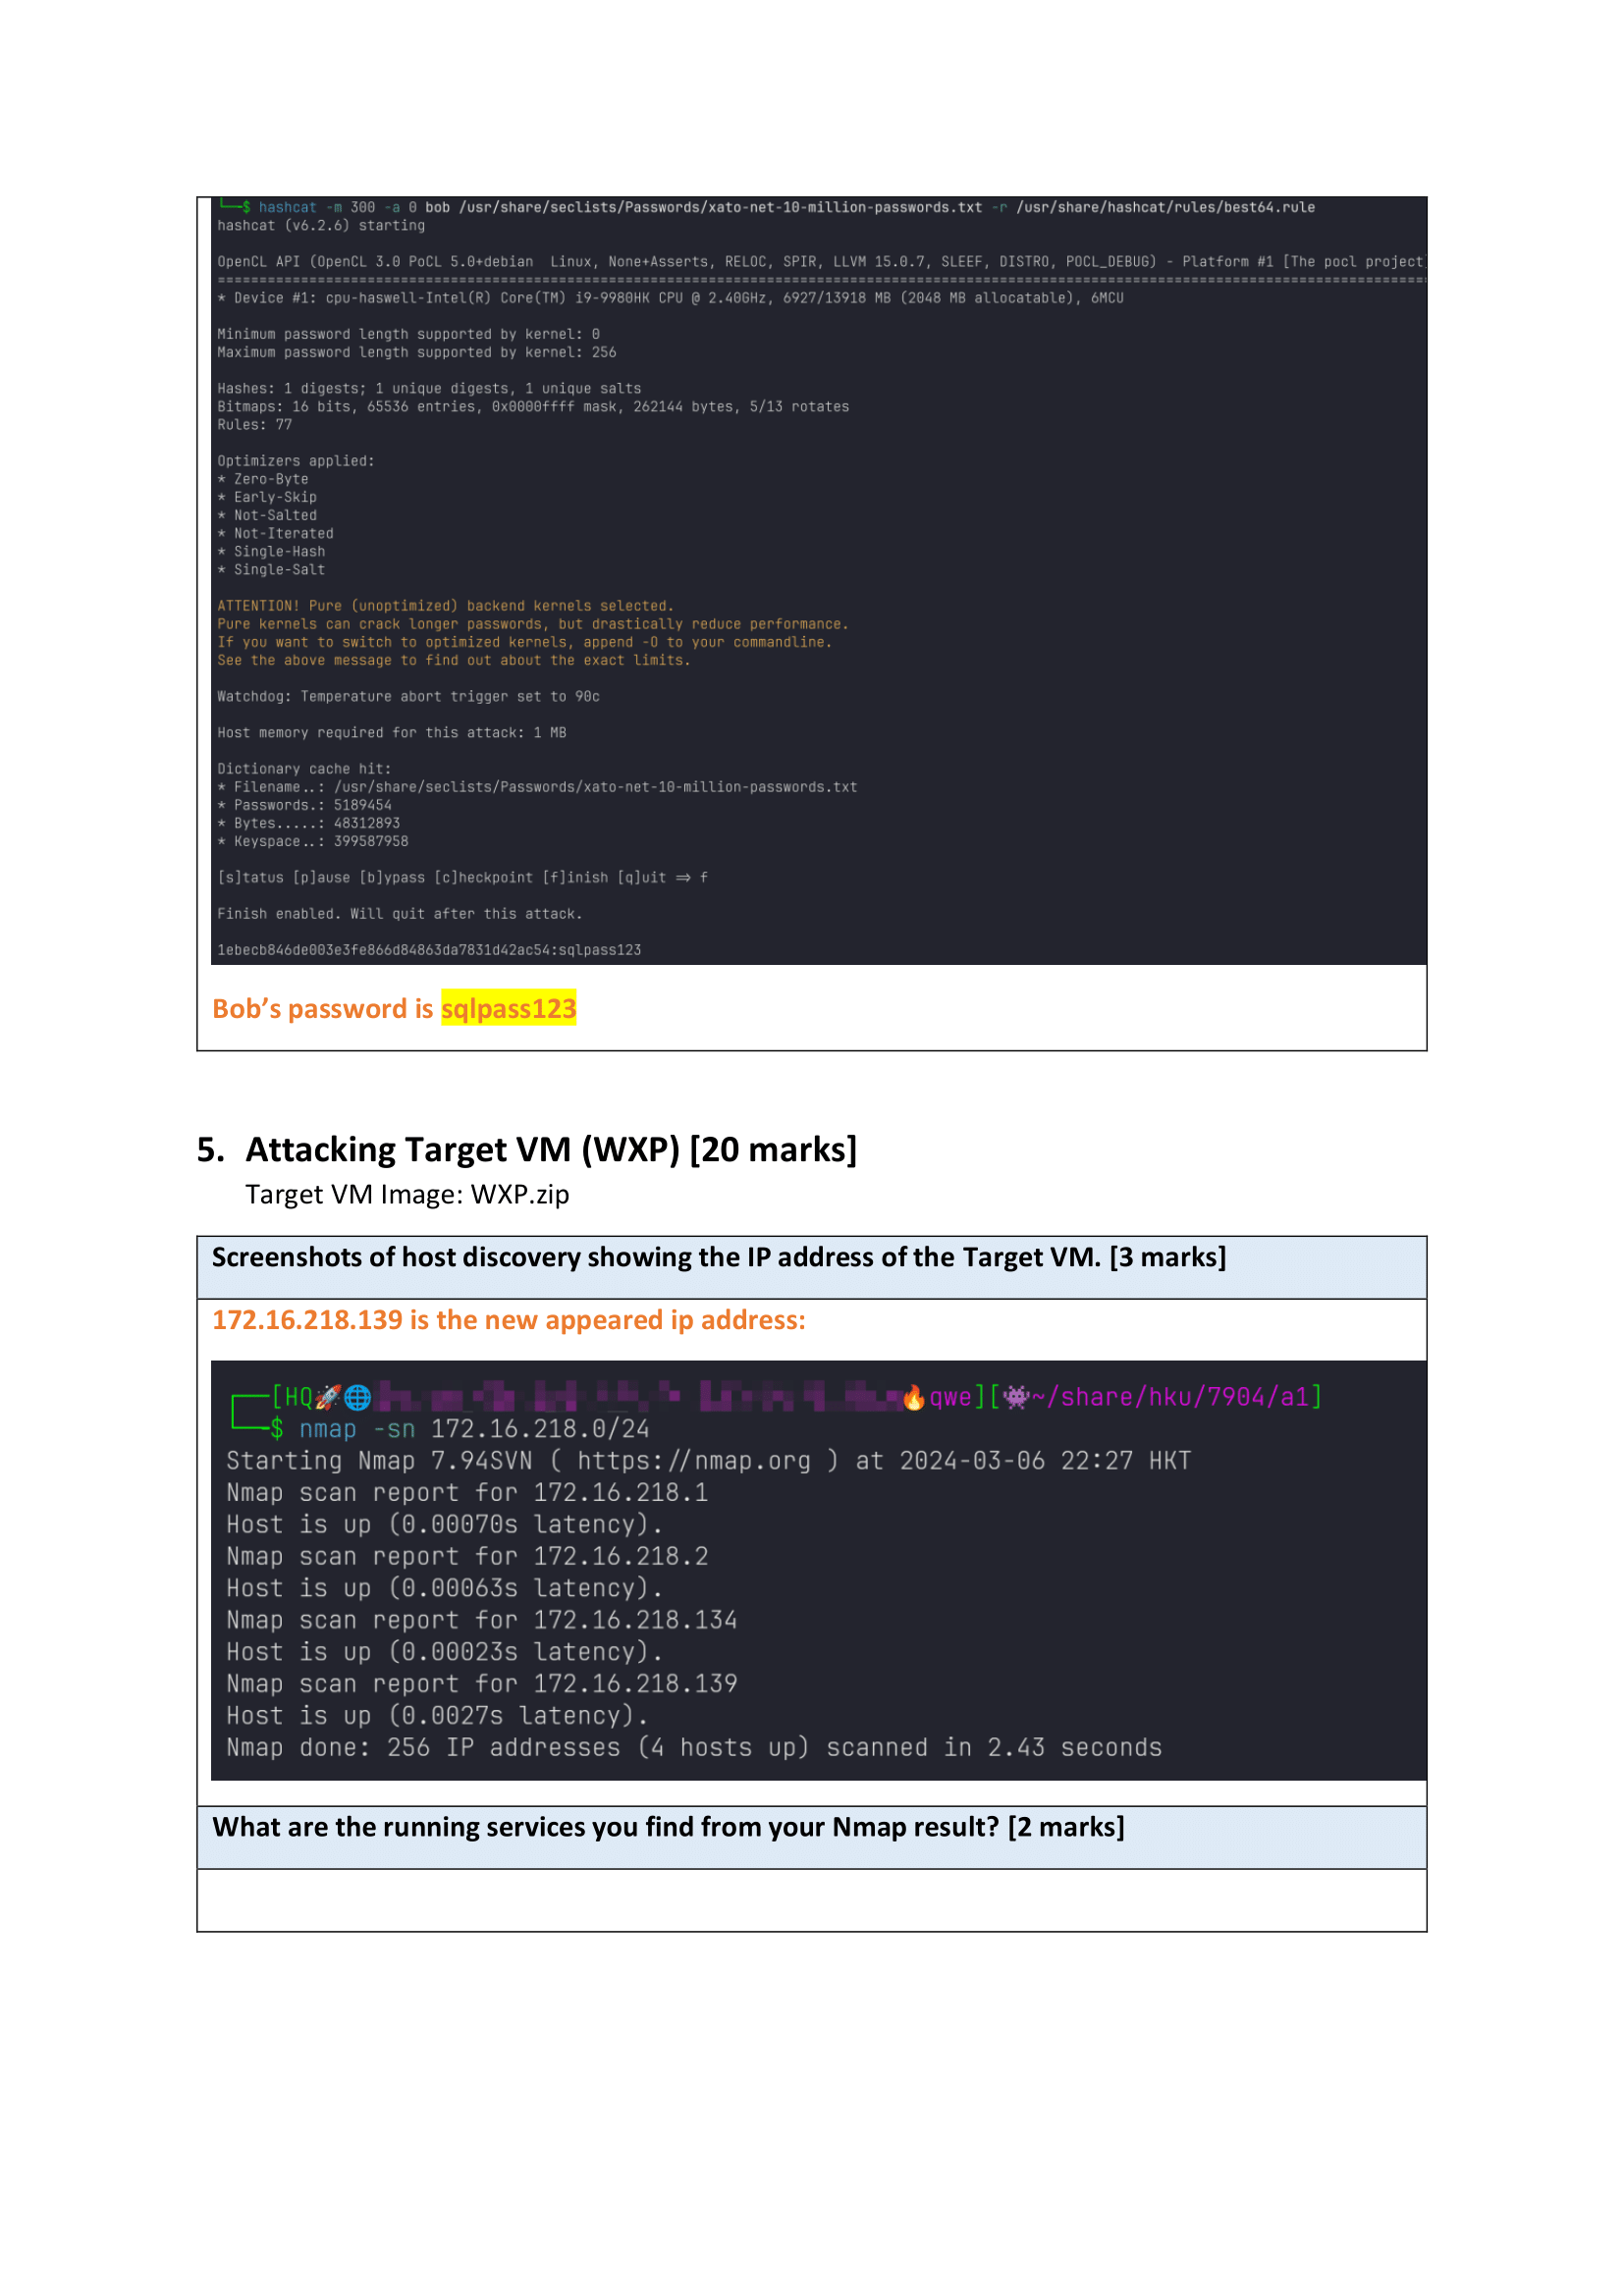 └─$ hashcat -m 300 -a 0 bob /usr/share/seclists/Passwords/xato-net-10-million-passwords.txt -r /usr/share/hashcat/rules/best64.rule
hashcat (v6.2.6) starting
OpenCL API (OpenCL 3.0 PoCL 5.0+debian  Linux, None+Asserts, RELOC, SPIR, LLVM 15.0.7, SLEEF, DISTRO, POCL_DEBUG) - Platform #1 [The pocl project]
====================================================================================================================================================
* Device #1: cpu-haswell-Intel(R) Core(TM) i9-9980HK CPU @ 2.40GHz, 6927/13918 MB (2048 MB allocatable), 6MCU
Minimum password length supported by kernel: 0
Maximum password length supported by kernel: 256
Hashes: 1 digests; 1 unique digests, 1 unique salts
Bitmaps: 16 bits, 65536 entries, 0x0000ffff mask, 262144 bytes, 5/13 rotates
Rules: 77
Optimizers applied:
* Zero-Byte
* Early-Skip
* Not-Salted
* Not-Iterated
* Single-Hash
* Single-Salt
ATTENTION! Pure (unoptimized) backend kernels selected.
Pure kernels can crack longer passwords, but drastically reduce performance.
If you want to switch to optimized kernels, append -O to your commandline.
See the above message to find out about the exact limits.
Watchdog: Temperature abort trigger set to 90c
Host memory required for this attack: 1 MB
Dictionary cache hit:
* Filename..: /usr/share/seclists/Passwords/xato-net-10-million-passwords.txt
* Passwords.: 5189454
* Bytes.....: 48312893
* Keyspace..: 399587958
[s]tatus [p]ause [b]ypass [c]heckpoint [f]inish [q]uit => f
Finish enabled. Will quit after this attack.
1ebecb846de003e3fe866d84863da7831d42ac54:sqlpass123
Bob’s password is sqlpass123
5. Attacking Target VM (WXP) [20 marks]
Target VM Image: WXP.zip
Screenshots of host discovery showing the IP address of the Target VM. [3 marks]
172.16.218.139 is the new appeared ip address:
┌──[HQ🚀🌐 🔥qwe][👾~/share/hku/7904/a1]
└──$ nmap -sn 172.16.218.0/24
Starting Nmap 7.94SVN ( https://nmap.org ) at 2024-03-06 22:27 HKT
Nmap scan report for 172.16.218.1
Host is up (0.00070s latency).
Nmap scan report for 172.16.218.2
Host is up (0.00063s latency).
Nmap scan report for 172.16.218.134
Host is up (0.00023s latency).
Nmap scan report for 172.16.218.139
Host is up (0.0027s latency).
Nmap done: 256 IP addresses (4 hosts up) scanned in 2.43 seconds
What are the running services you find from your Nmap result? [2 marks]